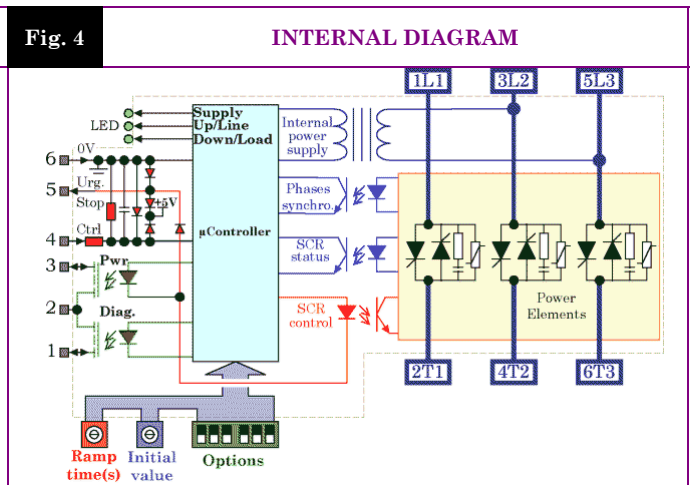 Fig. 4
INTERNAL DIAGRAM
1L1
3L2
5L3
LED
Supply
Up/Line
Down/Load
Internal
power
supply
6
0V
5
Urg.
Stop
+5V
4
Ctrl
µController
Phases
synchro.
SCR
status
3
Pwr
2
Diag.
1
SCR
control
Power
Elements
2T1
4T2
6T3
Ramp
time(s)
Initial
value
Options